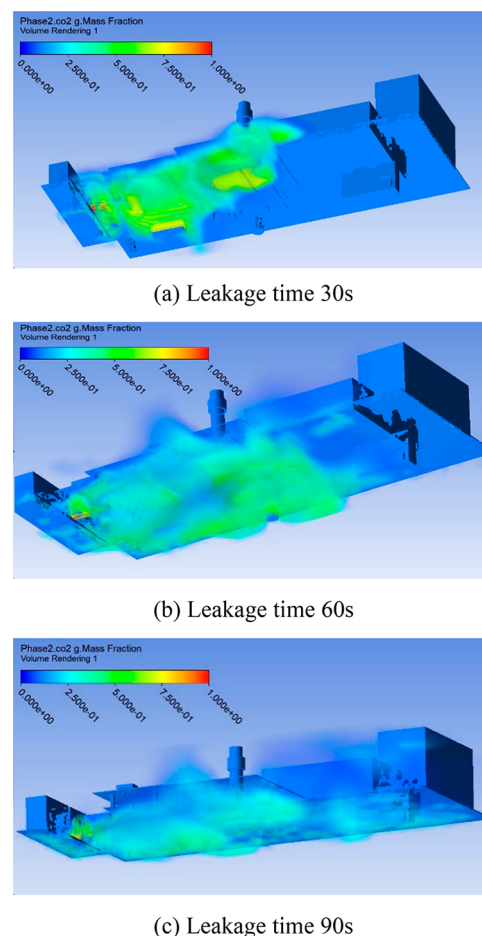 Phase2.co2 g.Mass Fraction
Volume Rendering 1
0.000e+00 2.500e-01 5.000e-01 7.500e-01 1.000e+00
(a) Leakage time 30s
Phase2.co2 g.Mass Fraction
Volume Rendering 1
0.000e+00 2.500e-01 5.000e-01 7.500e-01 1.000e+00
(b) Leakage time 60s
Phase2.co2 g.Mass Fraction
Volume Rendering 1
0.000e+00 2.500e-01 5.000e-01 7.500e-01 1.000e+00
(c) Leakage time 90s